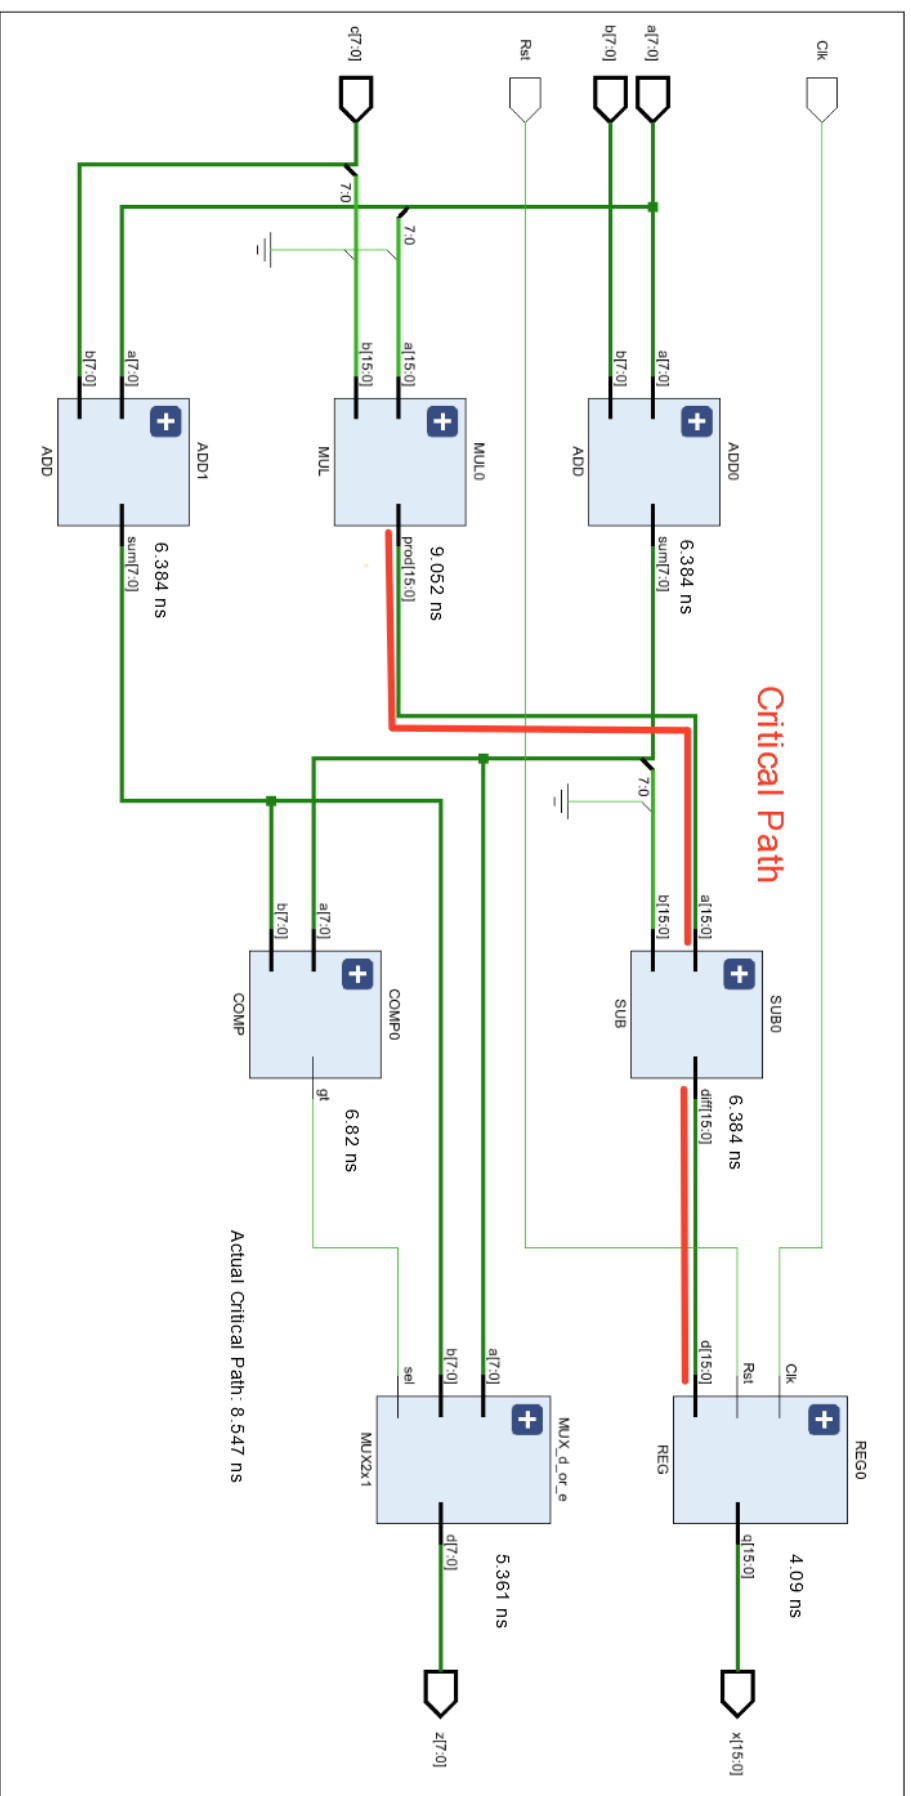 Clk
Rst
a[7:0]
b[7:0]
c[7:0]
7:0
7:0
a[7:0]
b[7:0]
ADD0
ADD
sum[7:0]
6.384 ns
a[15:0]
b[15:0]
MUL0
MUL
prod[15:0]
9.052 ns
a[7:0]
b[7:0]
ADD1
ADD
sum[7:0]
6.384 ns
Critical Path
7:0
a[15:0]
b[15:0]
SUB0
SUB
diff[15:0]
6.384 ns
a[7:0]
b[7:0]
COMP0
COMP
gt
6.82 ns
Clk
Rst
d[15:0]
REG0
REG
q[15:0]
4.09 ns
x[15:0]
a[7:0]
b[7:0]
sel
MUX_d_or_e
MUX2x1
d[7:0]
5.361 ns
z[7:0]
Actual Critical Path: 8.547 ns